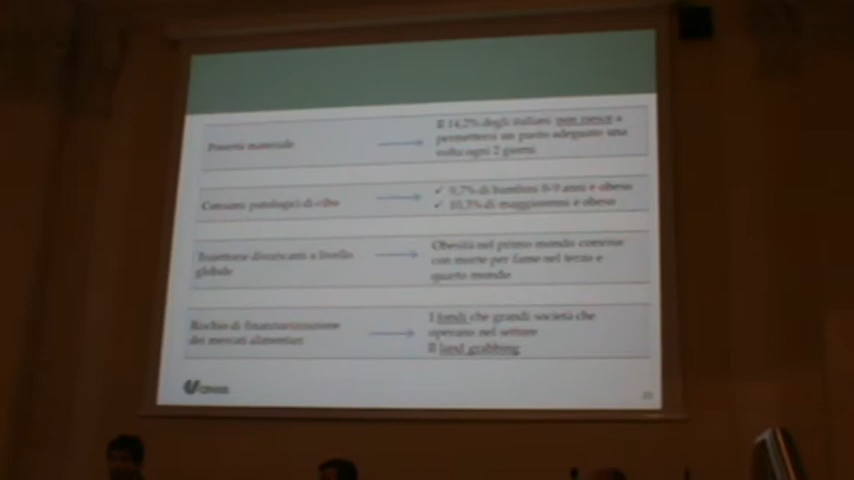 Povertà materiale
Il 14,2% degli italiani non riesce a
permettersi un pasto adeguato una
volta ogni 2 giorni
Consumi patologici di cibo
✓ 9,7% di bambini 8-9 anni è obeso
✓ 10,3% di maggiorenni è obeso
a livello
globale
Obesità nel primo mondo convive
con morte per fame nel terzo e
quarto mondo
Rischio di finanziarizzazione
dei mercati alimentari
I fondi che grandi società che
operano nel settore
Il land grabbing